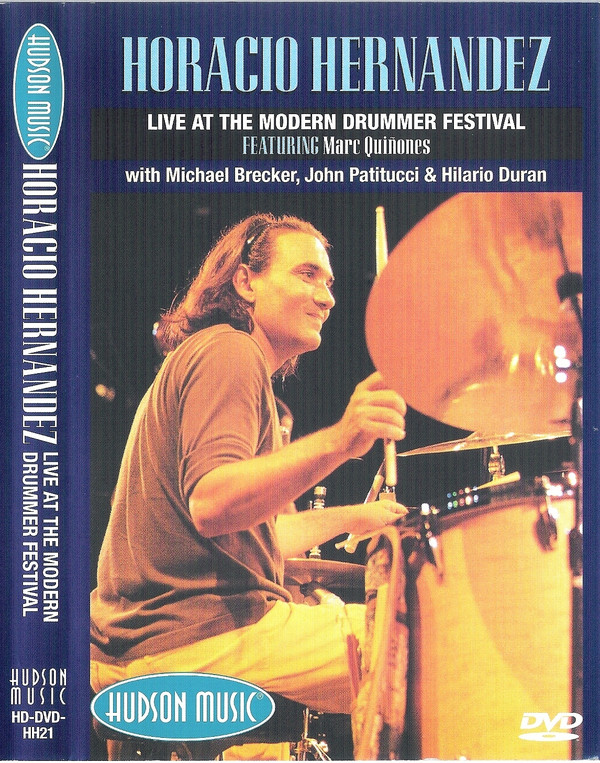 HUDSON MUSIC®
HORACIO HERNANDEZ
LIVE AT THE MODERN
DRUMMER FESTIVAL
HUDSON
MUSIC
HD-DVD-
HH21
HORACIO HERNANDEZ
LIVE AT THE MODERN DRUMMER FESTIVAL
FEATURING Marc Quiñones
with Michael Brecker, John Patitucci & Hilario Duran
HUDSON MUSIC®
DVD